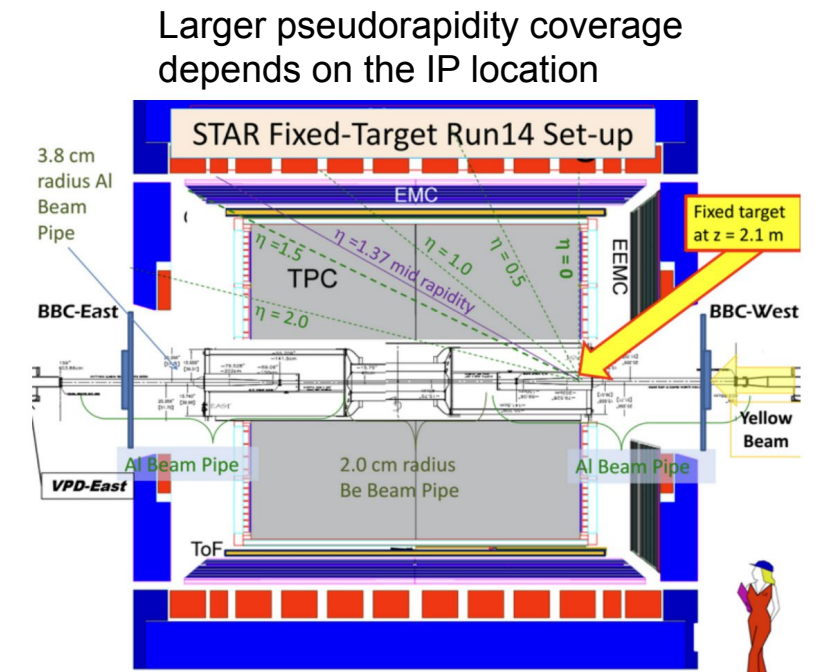 Larger pseudorapidity coverage
depends on the IP location
STAR Fixed-Target Run14 Set-up
3.8 cm
radius Al
Beam
Pipe
EMC
Fixed target
at z = 2.1 m
η =1.5
η =1.37 mid rapidity
η = 1.0
η = 0.5
η = 0
EEMC
TPC
η = 2.0
BBC-East
BBC-West
EAST
Yellow
Beam
Al Beam Pipe
2.0 cm radius
Be Beam Pipe
Al Beam Pipe
VPD-East
ToF